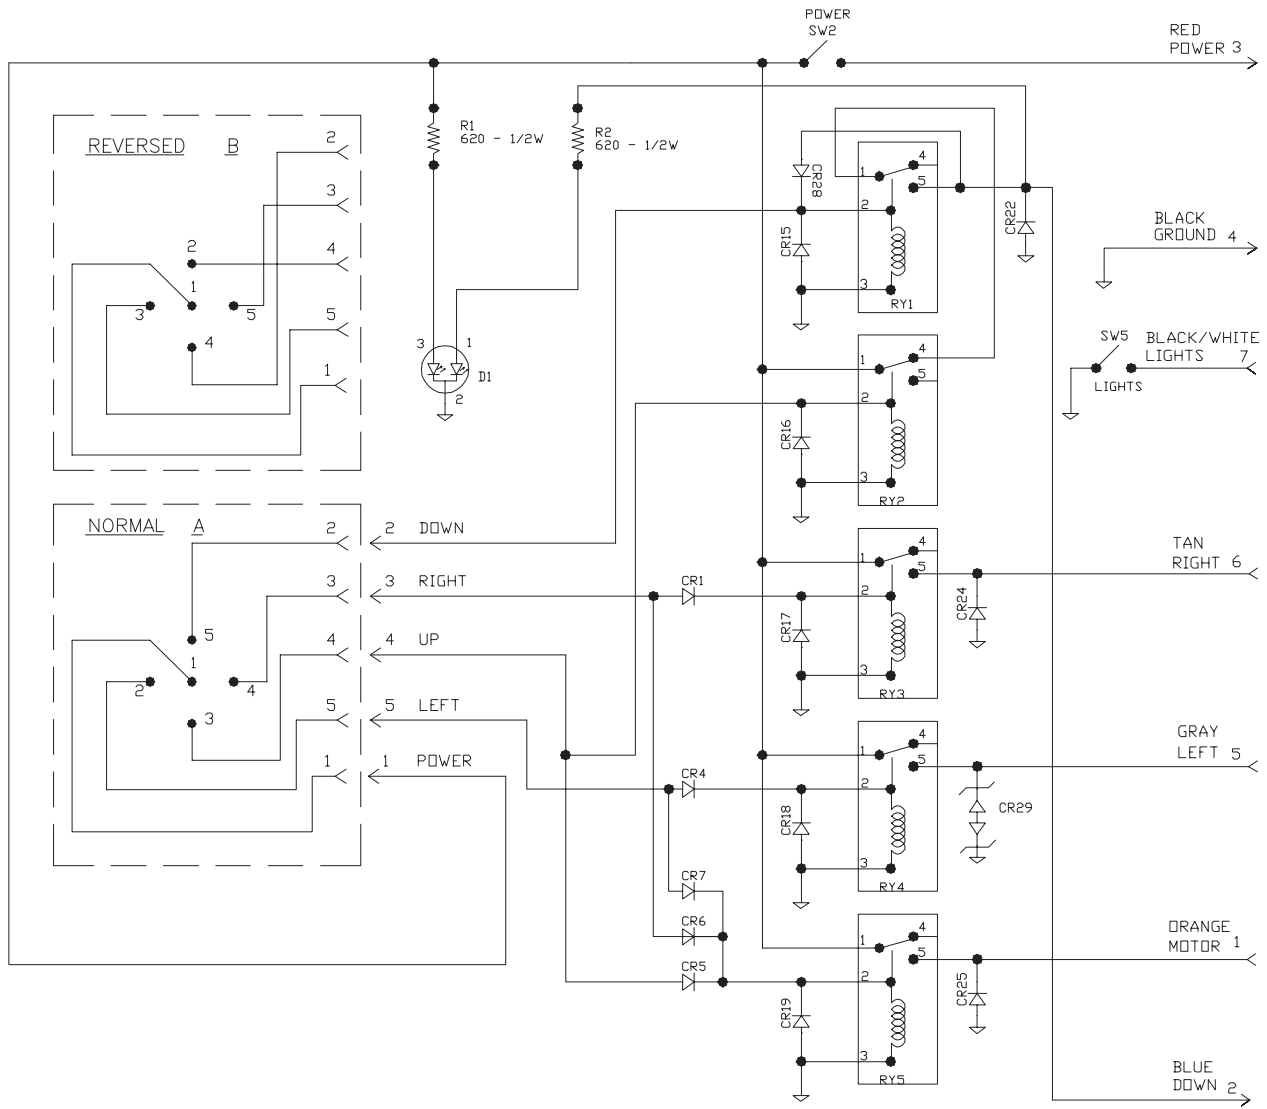 POWER
SW2
RED
POWER 3
REVERSED B
2
3
4
5
1
2
1
3
5
4
R1
620 - 1/2W
R2
620 - 1/2W
3
1
2
D1
CR28
CR15
1
4
5
2
3
RY1
CR22
BLACK
GROUND 4
SW5
LIGHTS
BLACK/WHITE
LIGHTS 7
CR16
1
4
5
2
3
RY2
NORMAL A
2
3
4
5
1
5
1
2
4
3
2 DOWN
3 RIGHT
4 UP
5 LEFT
1 POWER
CR1
CR17
1
4
5
2
3
RY3
CR24
TAN
RIGHT 6
CR4
CR18
1
4
5
2
3
RY4
CR29
GRAY
LEFT 5
CR7
CR6
CR5
CR19
1
4
5
2
3
RY5
CR25
ORANGE
MOTOR 1
BLUE
DOWN 2